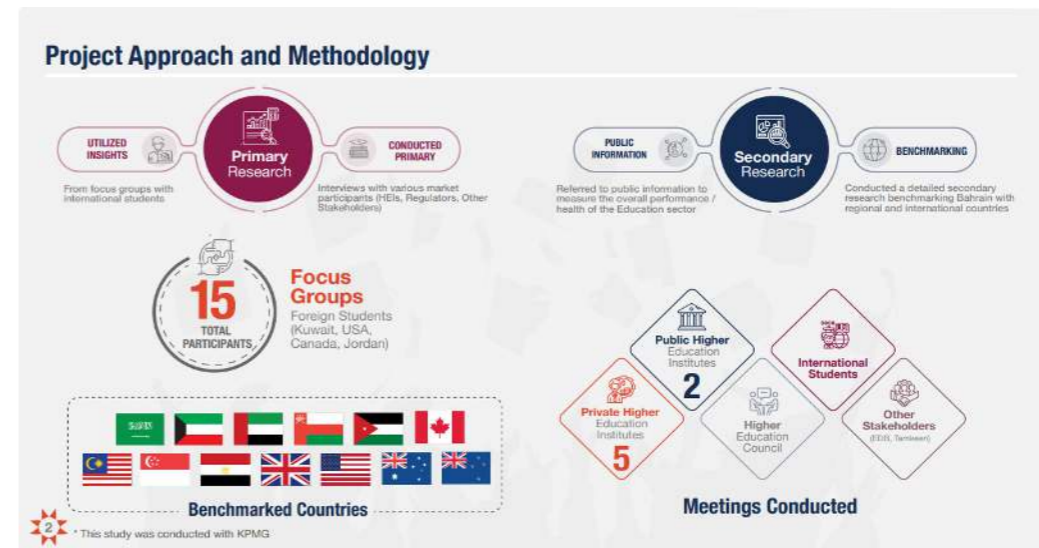 Project Approach and Methodology
UTILIZED
INSIGHTS
From focus groups with
international students
Primary
Research
CONDUCTED
PRIMARY
Interviews with various market
participants (HEIs, Regulators, Other
Stakeholders)
PUBLIC
INFORMATION
Referred to public information to
measure the overall performance /
health of the Education sector
Secondary
Research
BENCHMARKING
Conducted a detailed secondary
research benchmarking Bahrain with
regional and international countries
15
TOTAL
PARTICIPANTS
Focus
Groups
Foreign Students
(Kuwait, USA,
Canada, Jordan)
Benchmarked Countries
Private Higher
Education
Institutes
5
Public Higher
Education
Institutes
2
Higher
Education
Council
International
Students
Other
Stakeholders
Meetings Conducted
2
* This study was conducted with KPMG